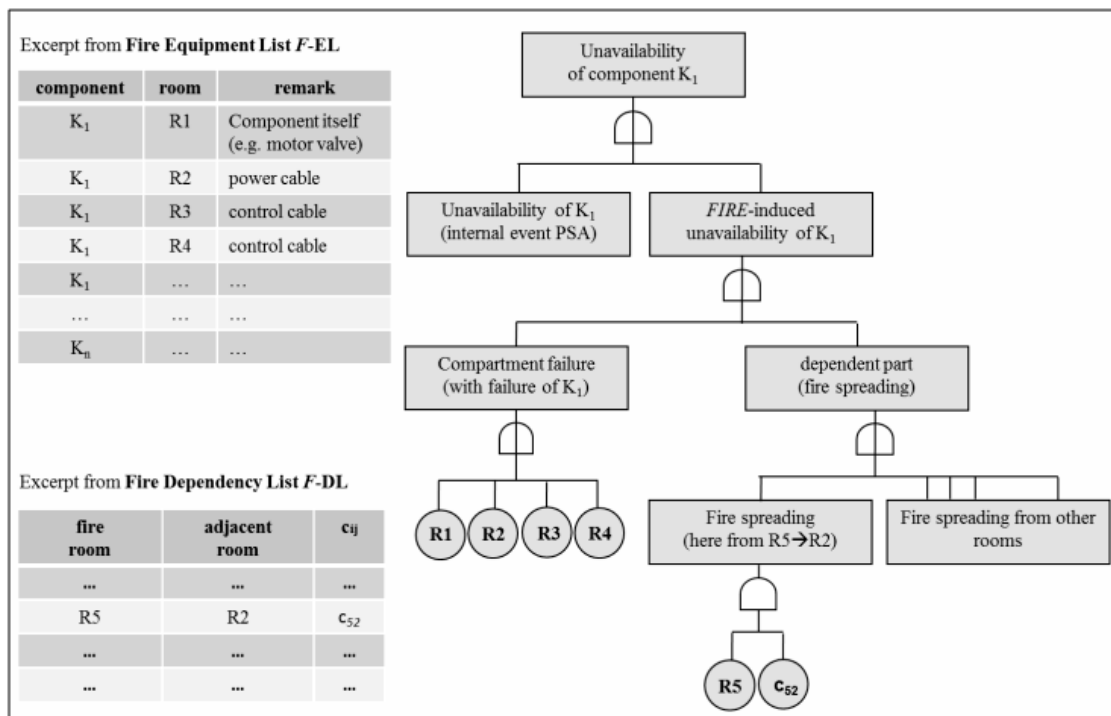 Excerpt from Fire Equipment List F-EL
component room remark
K₁ R1 Component itself
(e.g. motor valve)
K₁ R2 power cable
K₁ R3 control cable
K₁ R4 control cable
K₁ … …
… … …
Kₙ … …
Excerpt from Fire Dependency List F-DL
fire
room
adjacent
room
cᵢⱼ
... ... ...
R5 R2 c₅₂
... ... ...
... ... ...
Unavailability
of component K₁
Unavailability of K₁
(internal event PSA)
FIRE-induced
unavailability of K₁
Compartment failure
(with failure of K₁)
dependent part
(fire spreading)
R1 R2 R3 R4
Fire spreading
(here from R5→R2)
Fire spreading from other
rooms
R5 c₅₂